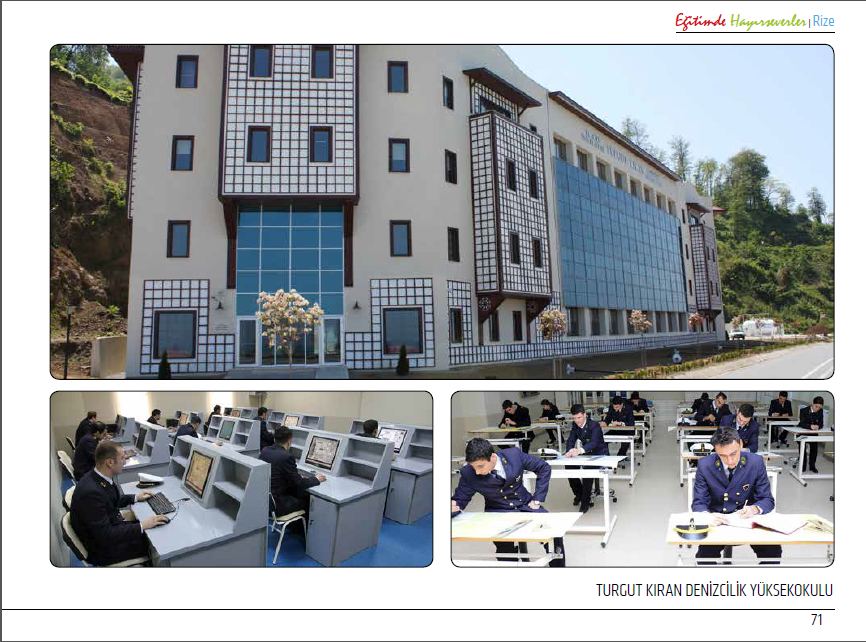 Eğitimde Hayırseverler | Rize
TURGUT KIRAN DENİZCİLİK YÜKSEKOKULU
71